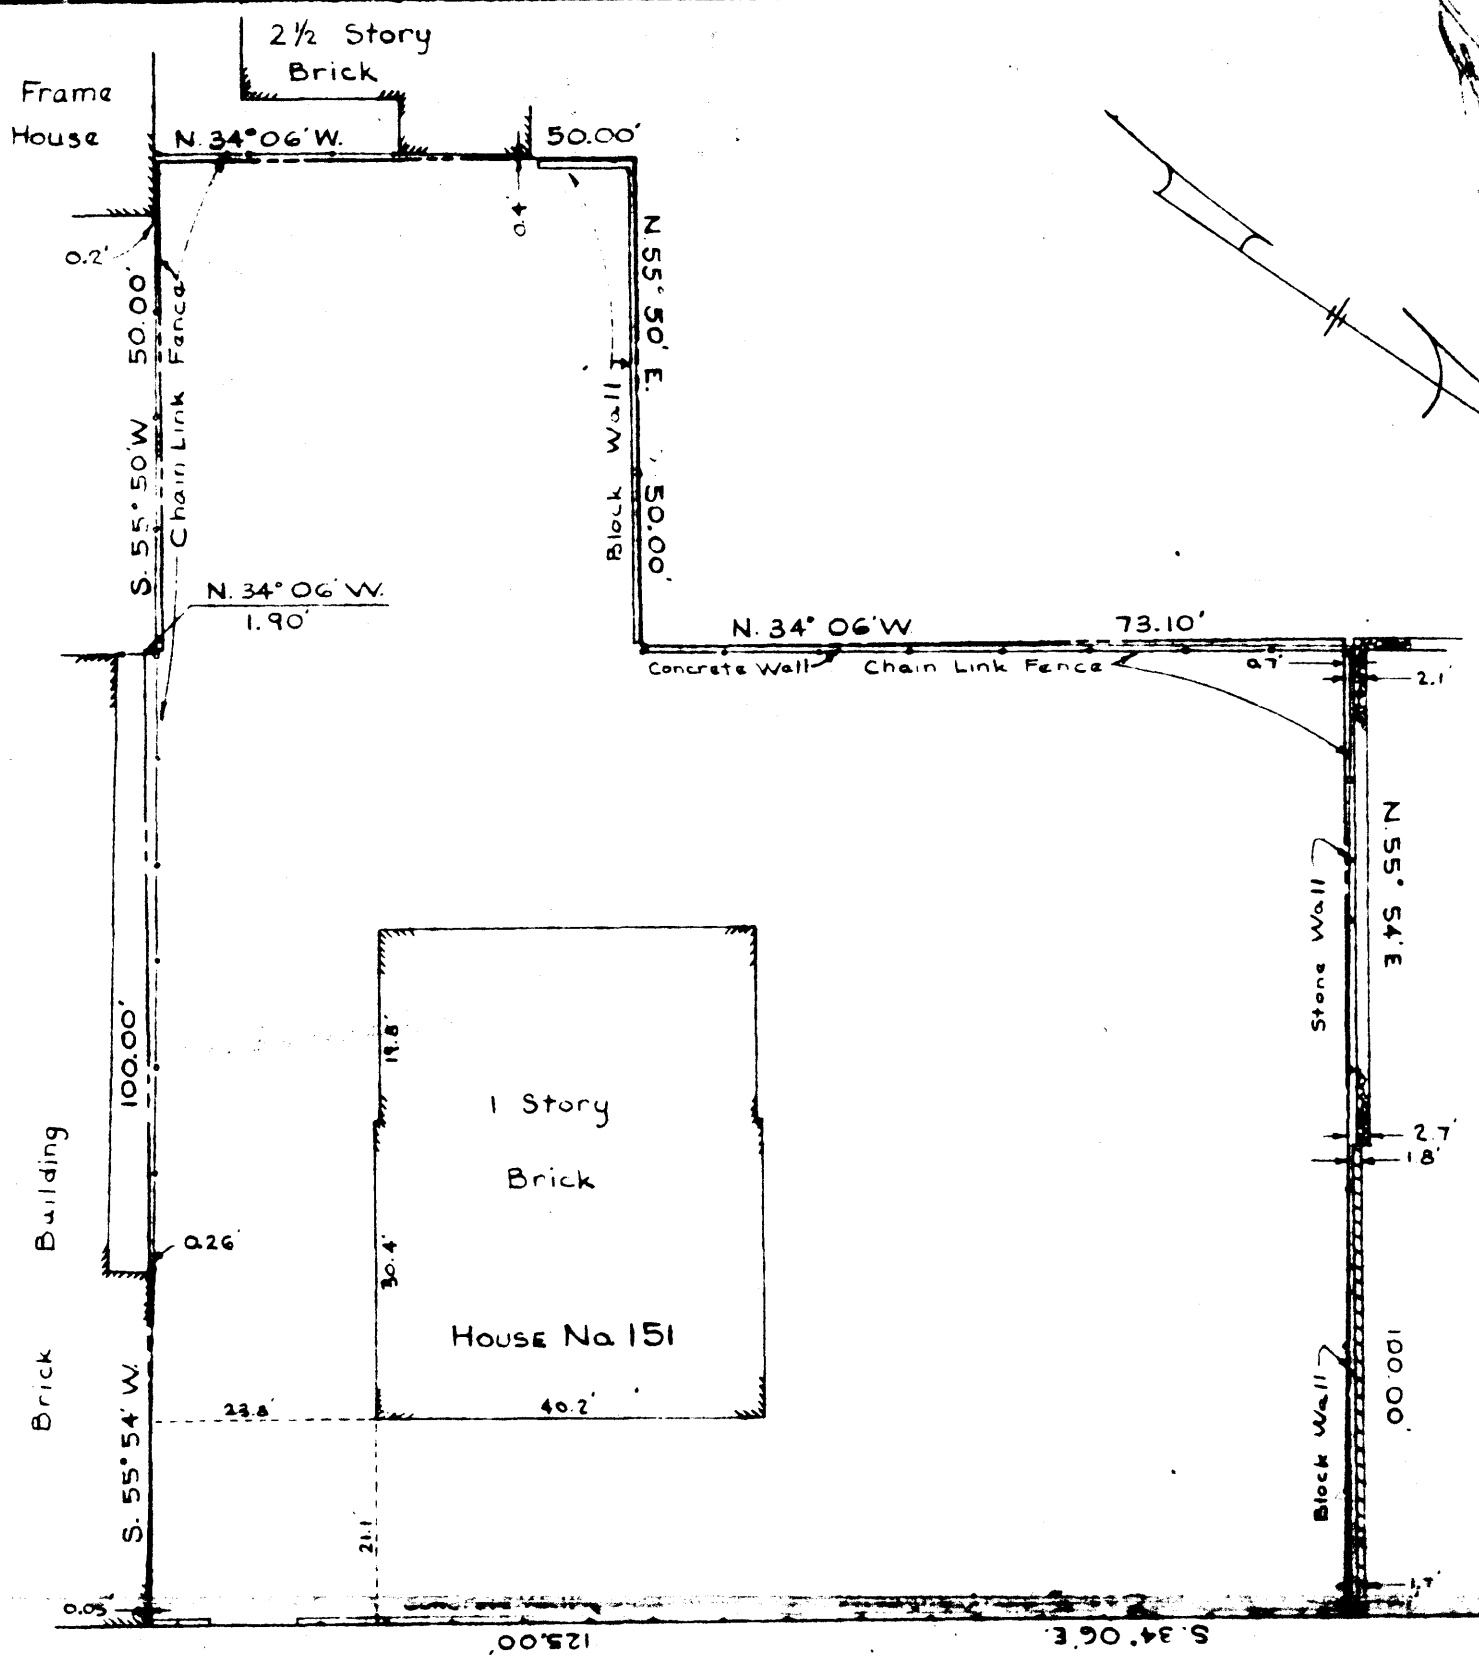 2½ Story
Brick
Frame
House
N. 34° 06' W.
50.00'
0.4'
0.2'
S. 55° 50' W 50.00'
Chain Link Fence
N. 55° 50' E. 50.00'
Block Wall
N. 34° 06' W.
1.90'
N. 34° 06' W. 73.10'
Concrete Wall
Chain Link Fence
0.7'
2.1'
N. 55° 54' E
100.00'
Stone Wall
2.7'
1.8'
Block Wall
1.7'
100.00'
S. 55° 54' W.
Brick Building
0.26'
19.8'
1 Story
Brick
30.4'
House No 151
23.8'
40.2'
21.1
0.05'
125.00'
S. 34° 06' E.